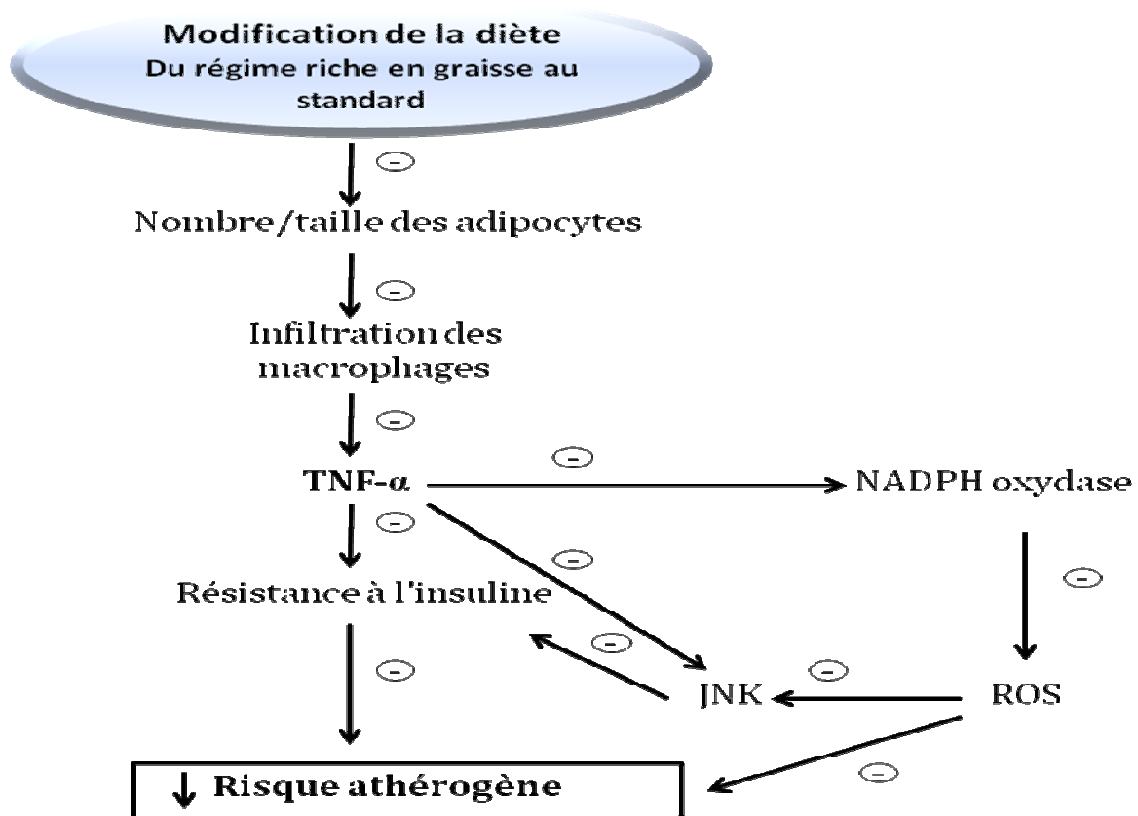 Modification de la diète
Du régime riche en graisse au
standard
-
Nombre/taille des adipocytes
-
Infiltration des
macrophages
-
TNF-α
-
NADPH oxydase
-
-
-
Résistance à l'insuline
-
-
-
JNK
ROS
-
↓ Risque athérogène